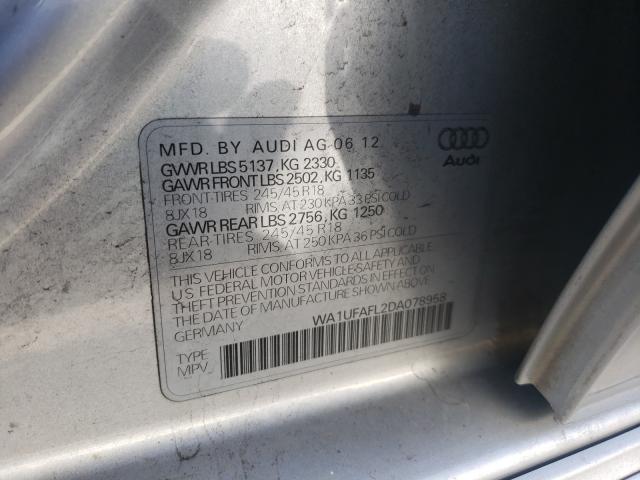 MFD. BY AUDI AG 06 12
GVWR LBS 5137, KG 2330
GAWR FRONT LBS 2502, KG 1135
FRONT-TIRES 245/45 R18
8JX18 RIMS, AT 230 KPA 33 PSI COLD
GAWR REAR LBS 2756, KG 1250
REAR-TIRES 245/45 R18
8JX18 RIMS, AT 250 KPA 36 PSI COLD
THIS VEHICLE CONFORMS TO ALL APPLICABLE
U S FEDERAL MOTOR VEHICLE-SAFETY AND
THEFT PREVENTION STANDARDS IN EFFECT ON
THE DATE OF MANUFACTURE SHOWN ABOVE
GERMANY
WA1UFAFL2DA078958
TYPE
MPV
Audi